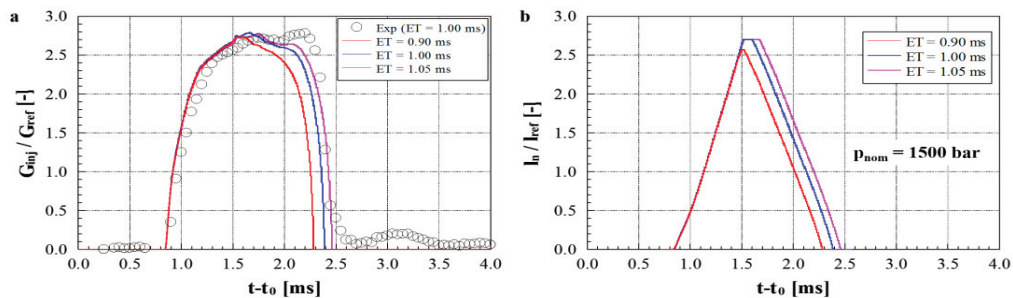 a
3.0
2.5
2.0
1.5
1.0
0.5
0.0
G_inj / G_ref [-]
Exp (ET = 1.00 ms)
ET = 0.90 ms
ET = 1.00 ms
ET = 1.05 ms
0.0 0.5 1.0 1.5 2.0 2.5 3.0 3.5 4.0
t-t0 [ms]
b
3.0
2.5
2.0
1.5
1.0
0.5
0.0
I_n / I_ref [-]
ET = 0.90 ms
ET = 1.00 ms
ET = 1.05 ms
p_nom = 1500 bar
0.0 0.5 1.0 1.5 2.0 2.5 3.0 3.5 4.0
t-t0 [ms]